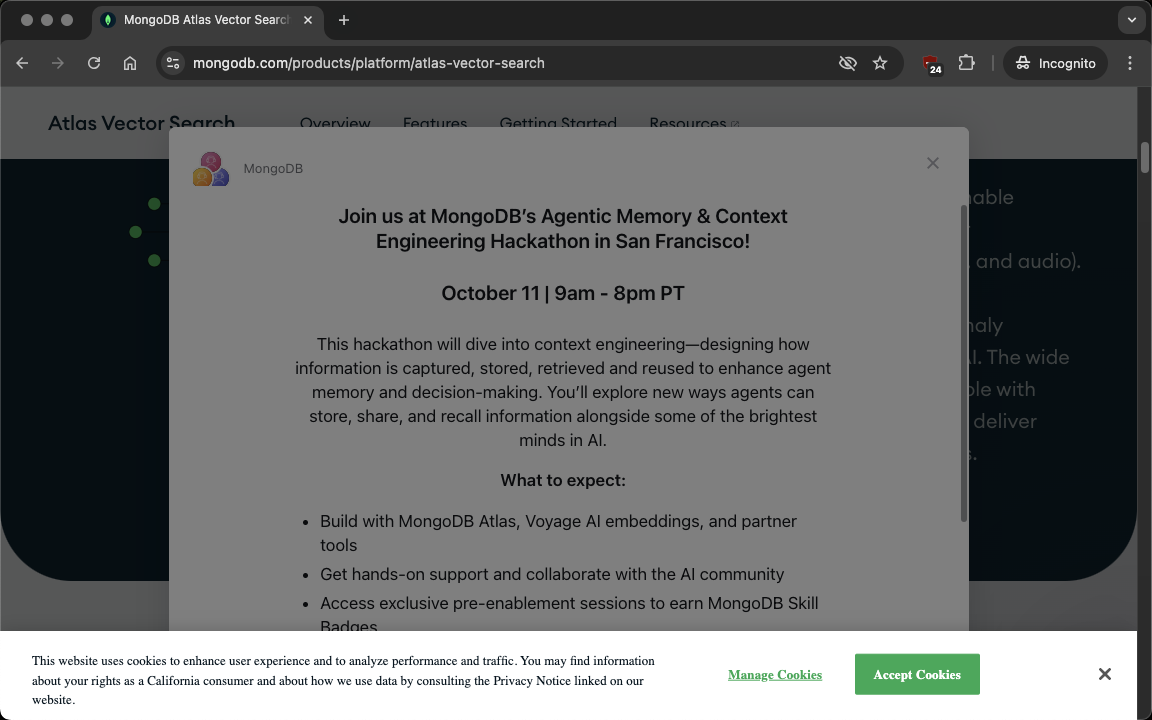 MongoDB Atlas Vector Search
mongodb.com/products/platform/atlas-vector-search
24
Incognito
Atlas Vector Search
Overview
Features
Getting Started
Resources
MongoDB
Join us at MongoDB’s Agentic Memory & Context
Engineering Hackathon in San Francisco!
October 11 | 9am - 8pm PT
This hackathon will dive into context engineering—designing how
information is captured, stored, retrieved and reused to enhance agent
memory and decision-making. You’ll explore new ways agents can
store, share, and recall information alongside some of the brightest
minds in AI.
What to expect:
• Build with MongoDB Atlas, Voyage AI embeddings, and partner
tools
• Get hands-on support and collaborate with the AI community
• Access exclusive pre-enablement sessions to earn MongoDB Skill
Badges
and audio).
The wide
with
deliver
This website uses cookies to enhance user experience and to analyze performance and traffic. You may find information
about your rights as a California consumer and about how we use data by consulting the Privacy Notice linked on our
website.
Manage Cookies
Accept Cookies